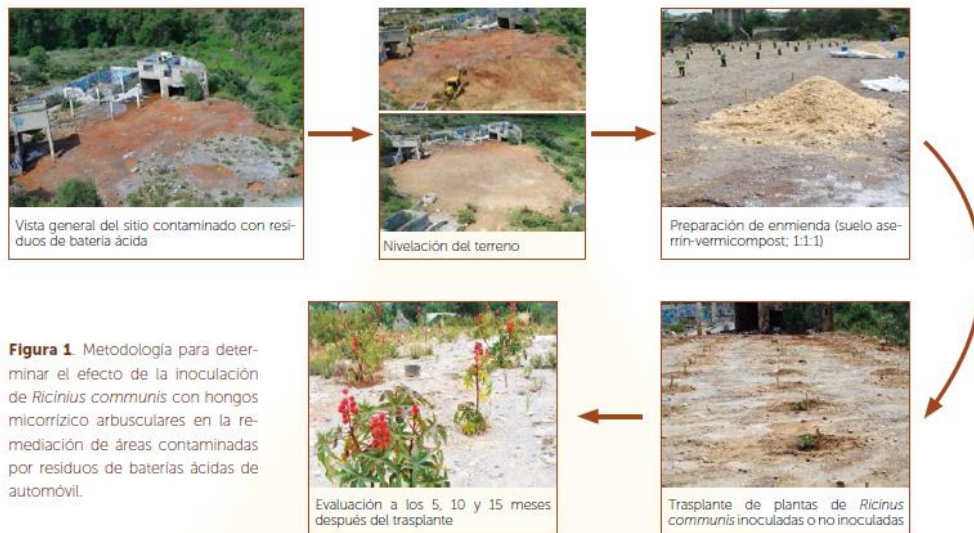 Vista general del sitio contaminado con resi-
duos de batería ácida
Nivelación del terreno
Preparación de enmienda (suelo ase-
rrín-vermicompost; 1:1:1)
Figura 1. Metodología para deter-
minar el efecto de la inoculación
de Ricinius communis con hongos
micorrízico arbusculares en la re-
mediación de áreas contaminadas
por residuos de baterías ácidas de
automóvil.
Evaluación a los 5, 10 y 15 meses
después del trasplante
Trasplante de plantas de Ricinus
communis inoculadas o no inoculadas